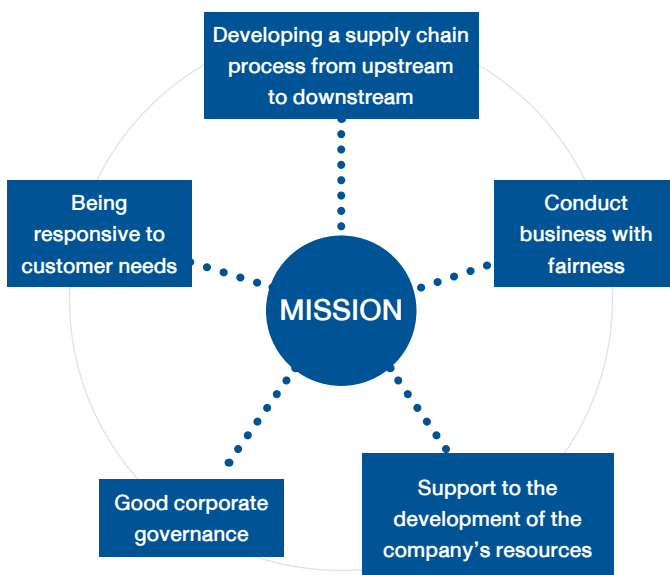 Developing a supply chain
process from upstream
to downstream
Being
responsive to
customer needs
Conduct
business with
fairness
MISSION
Good corporate
governance
Support to the
development of the
company’s resources